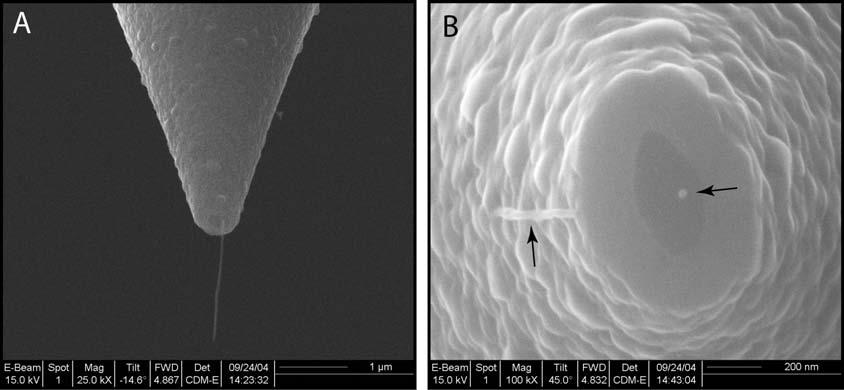 A
E-Beam Spot Mag Tilt FWD Det 09/24/04 1 µm
15.0 kV 1 25.0 kX -14.6° 4.867 CDM-E 14:23:32
B
E-Beam Spot Mag Tilt FWD Det 09/24/04 200 nm
15.0 kV 1 100 kX 45.0° 4.832 CDM-E 14:43:04